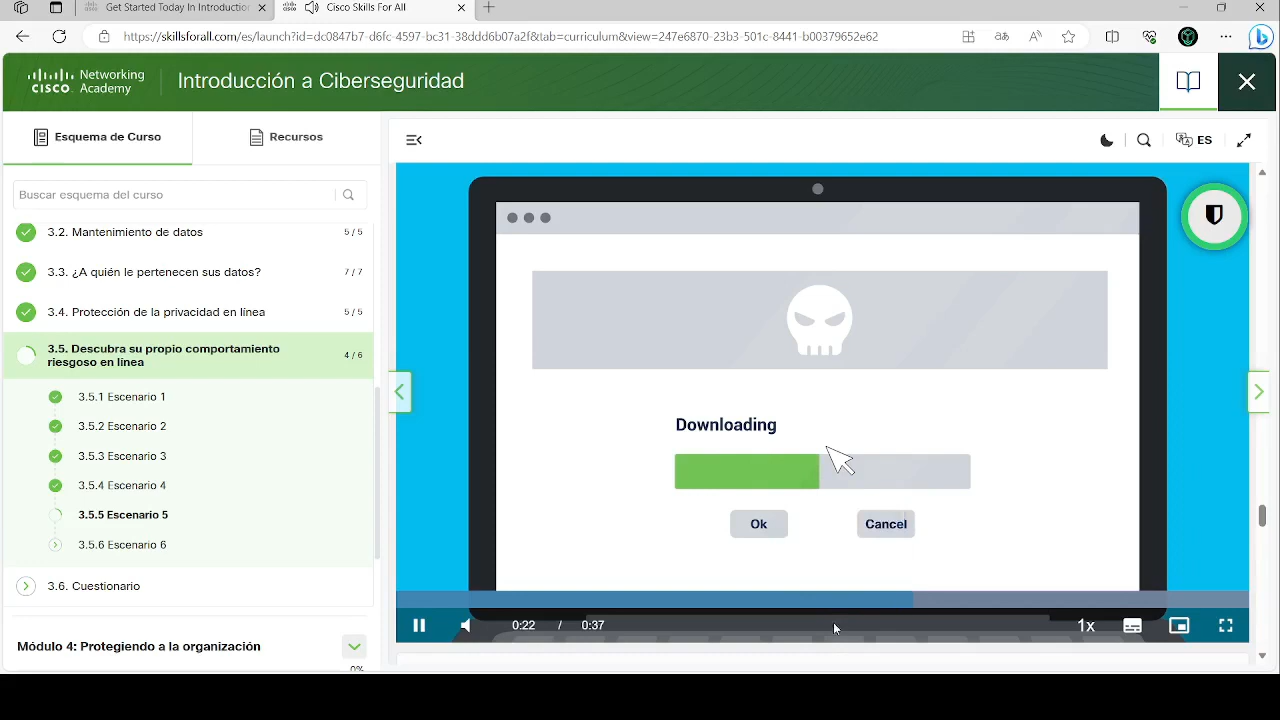 Get Started Today In Introduction
Cisco Skills For All
https://skillsforall.com/es/launch?id=dc0847b7-d6fc-4597-bc31-38ddd6b07a2f&tab=curriculum&view=247e6870-23b3-501c-8441-b00379652e62
Networking
Academy
CISCO
Introducción a Ciberseguridad
Esquema de Curso
Recursos
ES
Buscar esquema del curso
3.2. Mantenimiento de datos 5 / 5
3.3. ¿A quién le pertenecen sus datos? 7 / 7
3.4. Protección de la privacidad en línea 5 / 5
3.5. Descubra su propio comportamiento
riesgoso en línea 4 / 6
3.5.1 Escenario 1
3.5.2 Escenario 2
3.5.3 Escenario 3
3.5.4 Escenario 4
3.5.5 Escenario 5
3.5.6 Escenario 6
3.6. Cuestionario
Módulo 4: Protegiendo a la organización
0%
Downloading
Ok
Cancel
0:22 / 0:37
1x